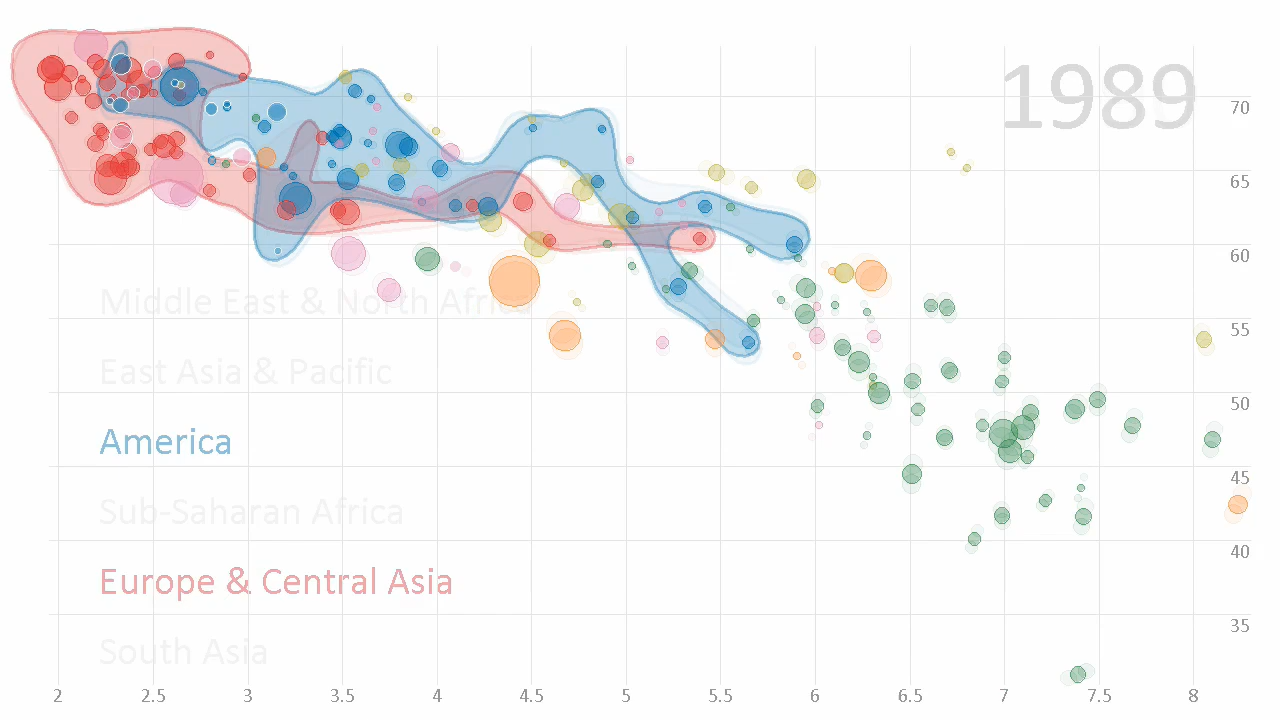 1989
70
65
60
Middle East & North Africa
55
East Asia & Pacific
50
America
45
Sub-Saharan Africa
40
Europe & Central Asia
35
South Asia
2 2.5 3 3.5 4 4.5 5 5.5 6 6.5 7 7.5 8